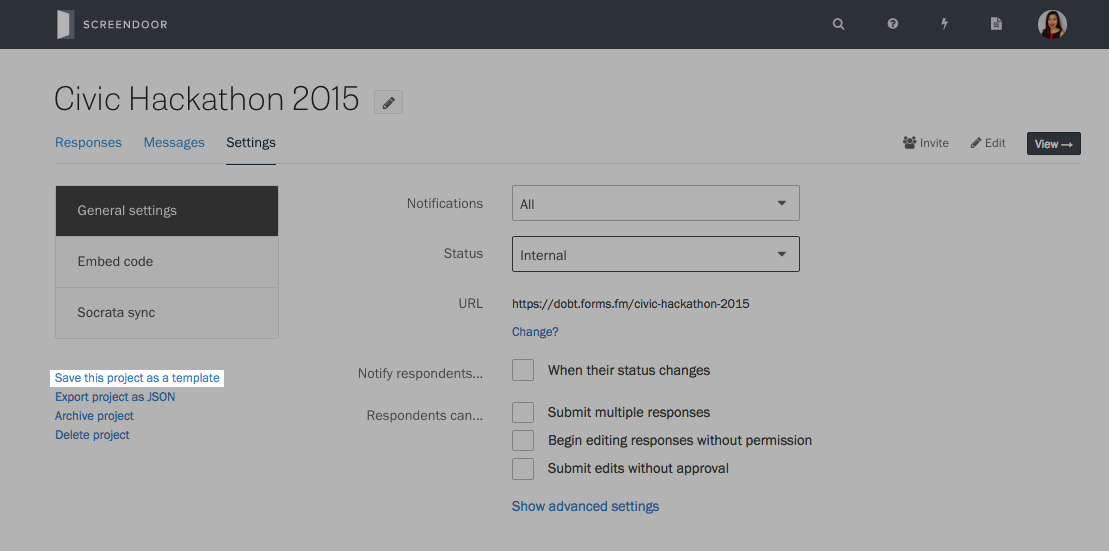 SCREENDOOR
Civic Hackathon 2015
Responses Messages Settings
Invite Edit View→
General settings
Embed code
Socrata sync
Save this project as a template
Export project as JSON
Archive project
Delete project
Notifications All
Status Internal
URL https://dobt.forms.fm/civic-hackathon-2015
Change?
Notify respondents... When their status changes
Respondents can... Submit multiple responses
Begin editing responses without permission
Submit edits without approval
Show advanced settings